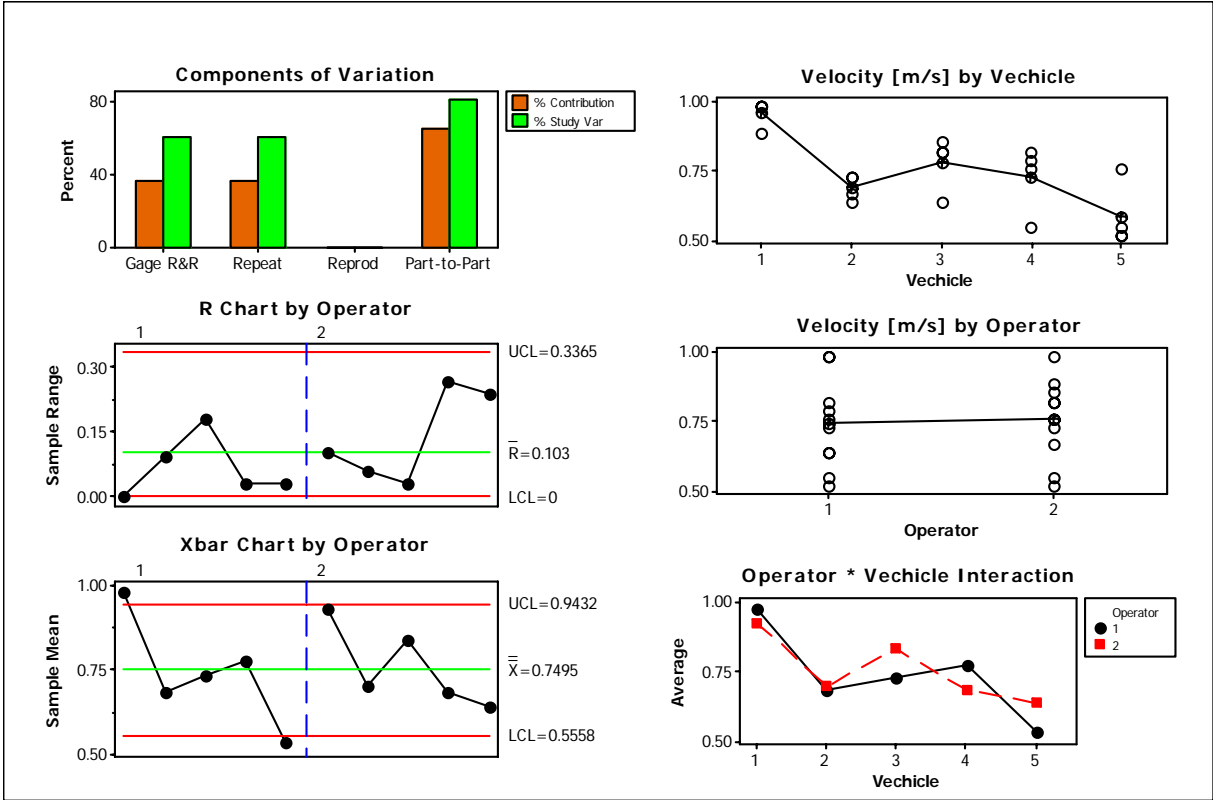 Components of Variation
80
40
0
Percent
Gage R&R Repeat Reprod Part-to-Part
% Contribution
% Study Var
R Chart by Operator
1 2
0.30
0.15
0.00
Sample Range
UCL=0.3365
R=0.103
LCL=0
Xbar Chart by Operator
1 2
1.00
0.75
0.50
Sample Mean
UCL=0.9432
X=0.7495
LCL=0.5558
Velocity [m/s] by Vechicle
1.00
0.75
0.50
1 2 3 4 5
Vechicle
Velocity [m/s] by Operator
1.00
0.75
0.50
1 2
Operator
Operator * Vechicle Interaction
1.00
0.75
0.50
Average
1 2 3 4 5
Vechicle
Operator
1
2